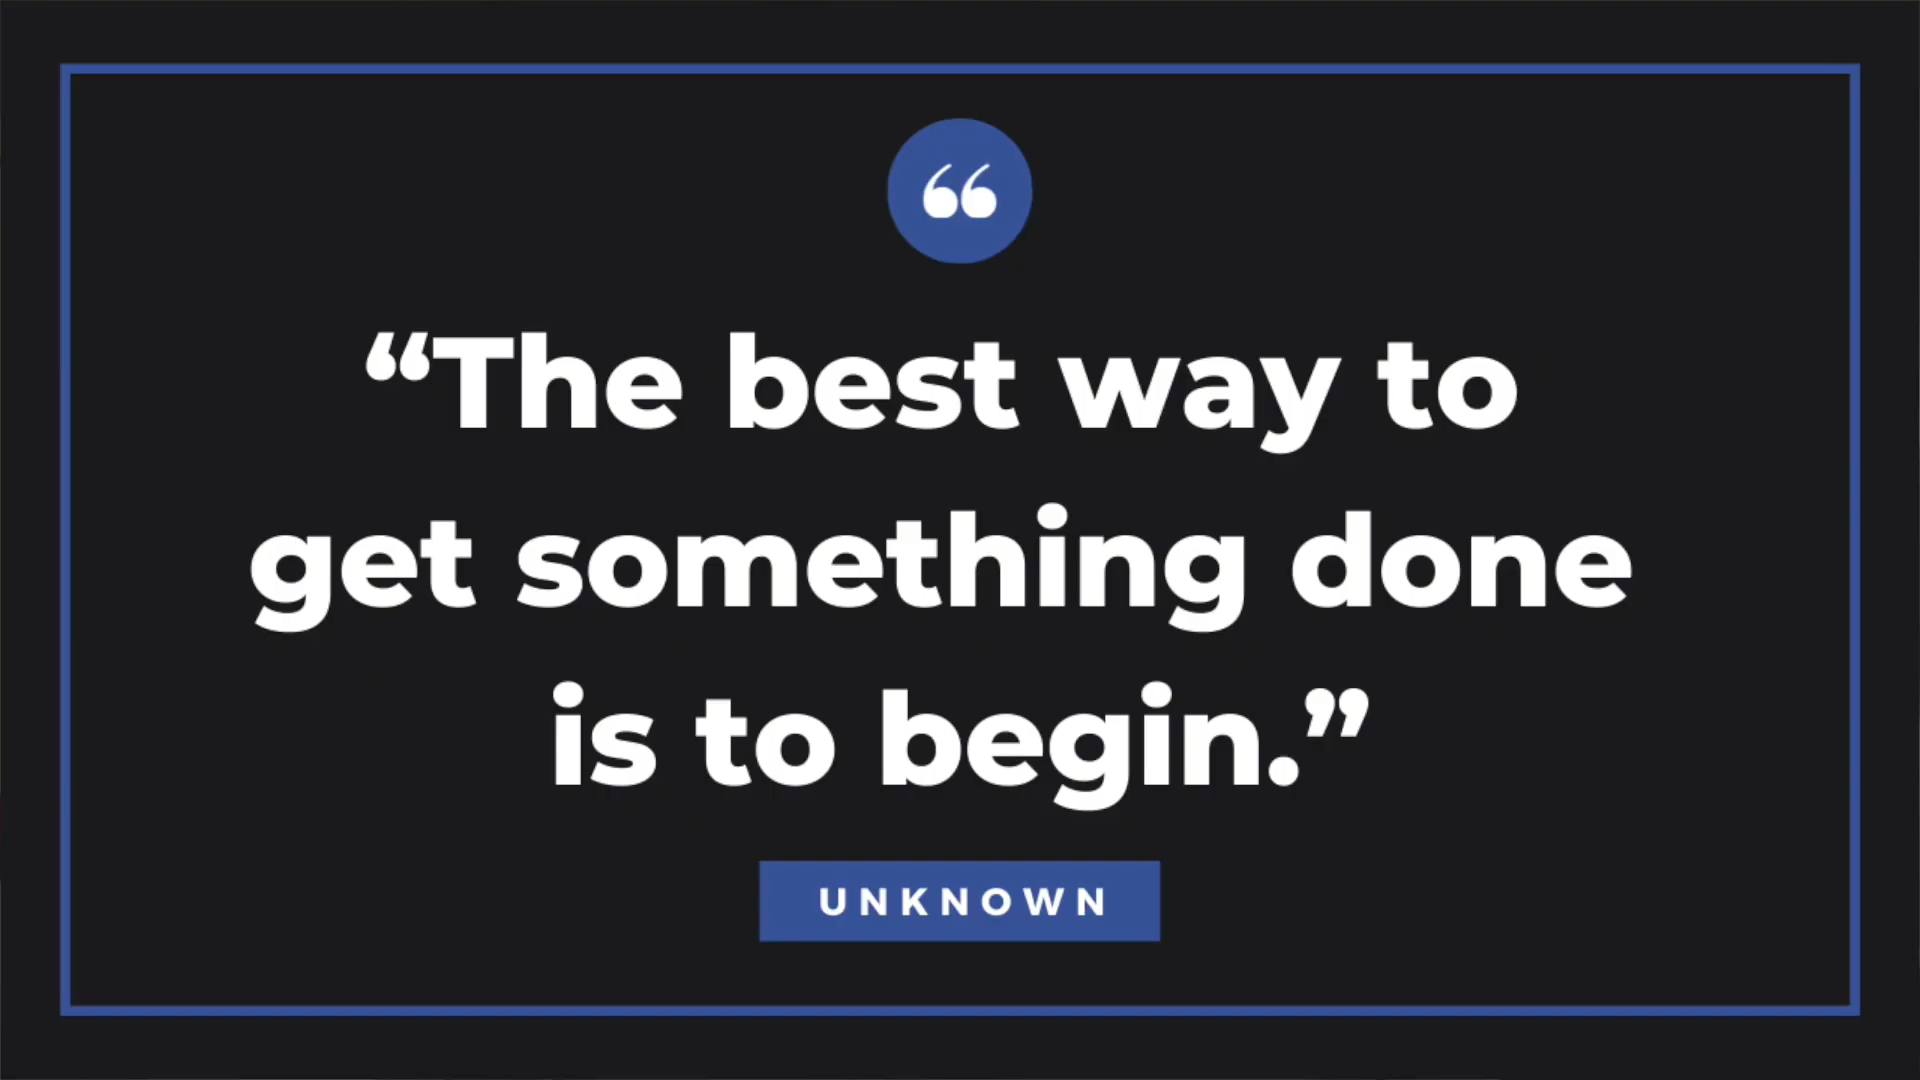 “
“The best way to
get something done
is to begin.”
UNKNOWN